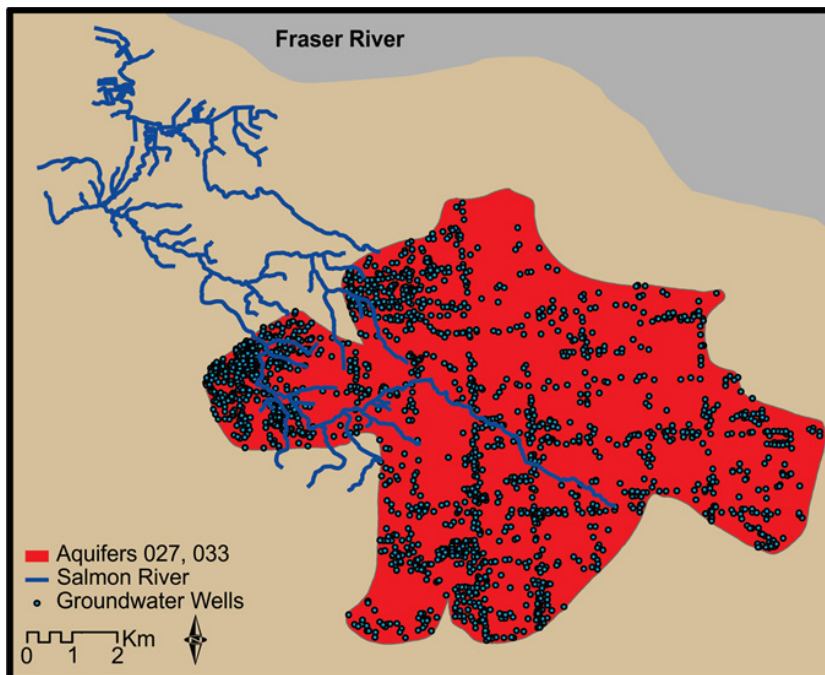 Fraser River
Aquifers 027, 033
Salmon River
Groundwater Wells
Km
0 1 2